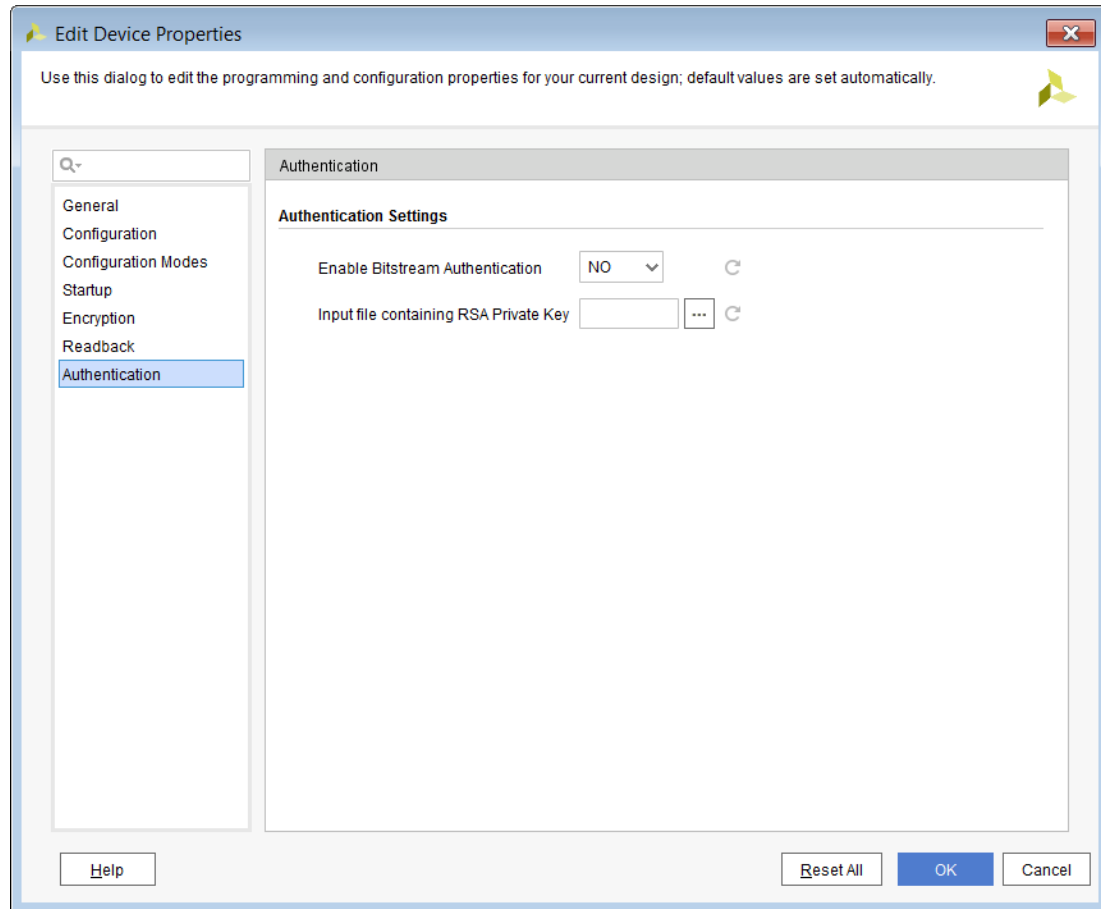 Edit Device Properties
Use this dialog to edit the programming and configuration properties for your current design; default values are set automatically.
General
Configuration
Configuration Modes
Startup
Encryption
Readback
Authentication
Authentication
Authentication Settings
Enable Bitstream Authentication NO
Input file containing RSA Private Key ...
Help
Reset All
OK
Cancel